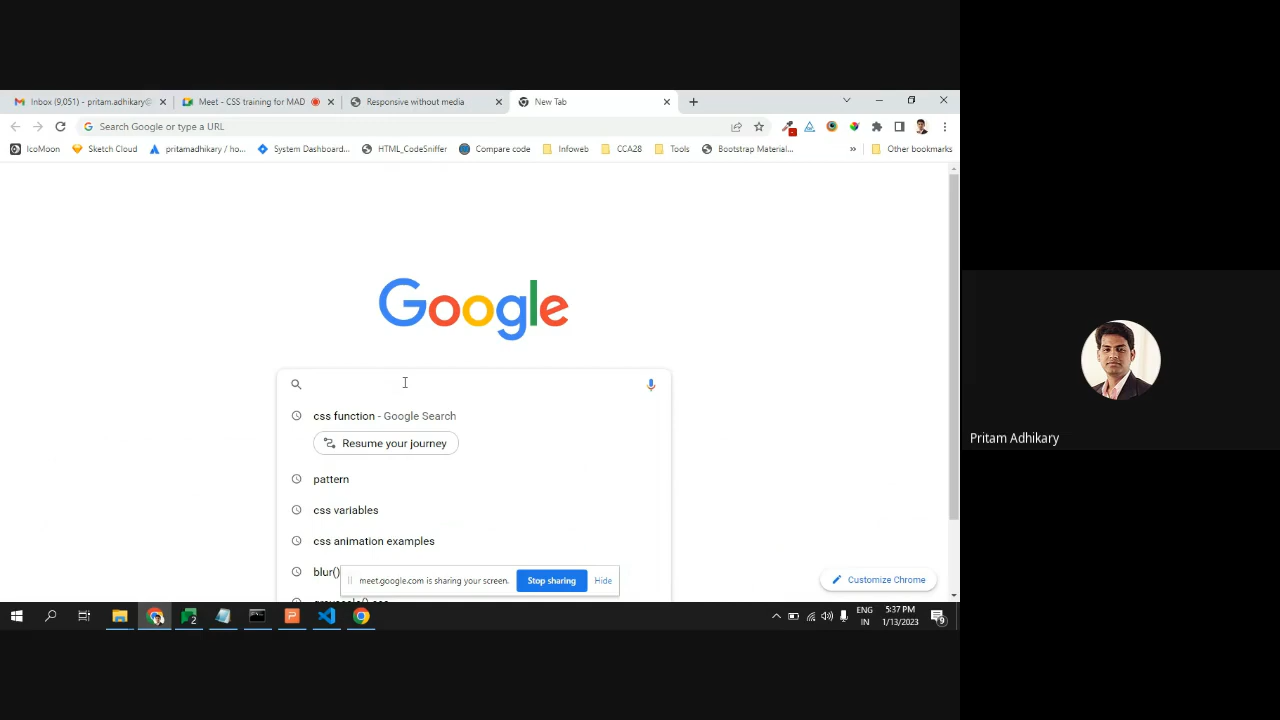 Inbox (9,051) - pritam.adhikary@
Meet - CSS training for MAD
Responsive without media
New Tab
Search Google or type a URL
IcoMoon
Sketch Cloud
pritamadhikary / ho...
System Dashboard...
HTML_CodeSniffer
Compare code
Infoweb
CCA28
Tools
Bootstrap Material...
»
Other bookmarks
Google
css function - Google Search
Resume your journey
pattern
css variables
css animation examples
blur()
meet.google.com is sharing your screen.
Stop sharing
Hide
Customize Chrome
Pritam Adhikary
2
ENG
IN
5:37 PM
1/13/2023
9